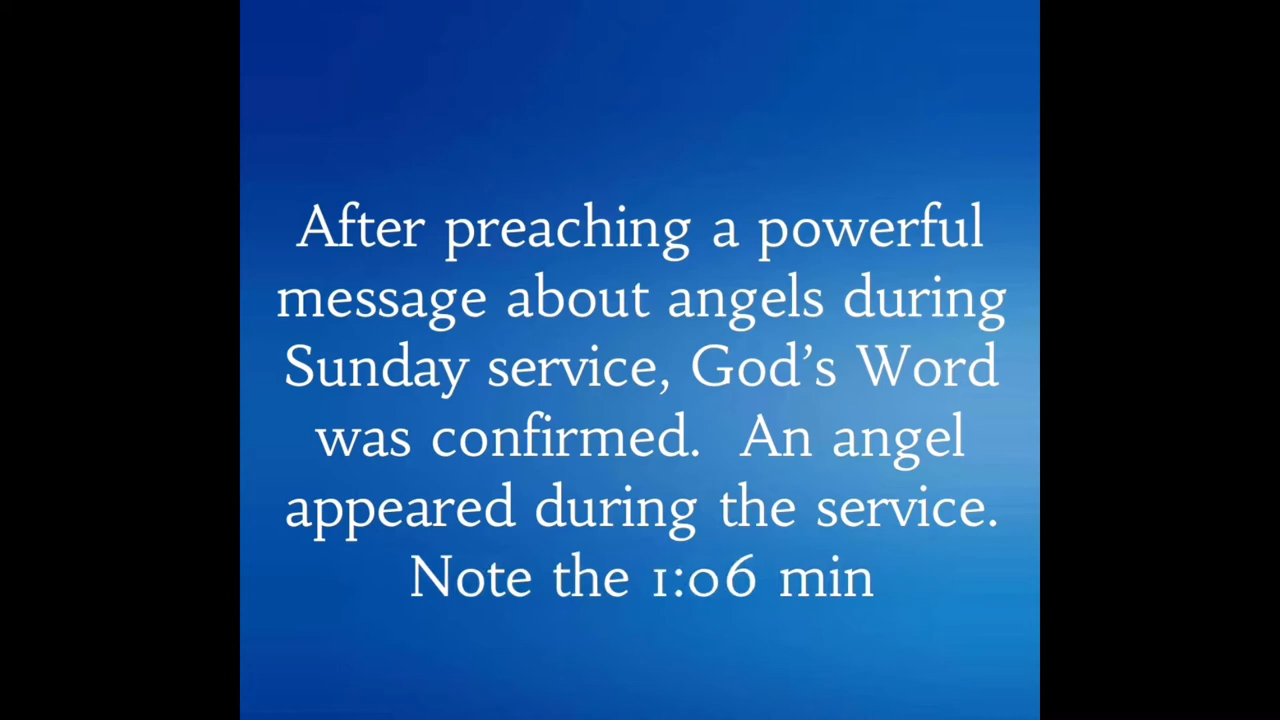 After preaching a powerful
message about angels during
Sunday service, God’s Word
was confirmed.  An angel
appeared during the service.
Note the 1:06 min